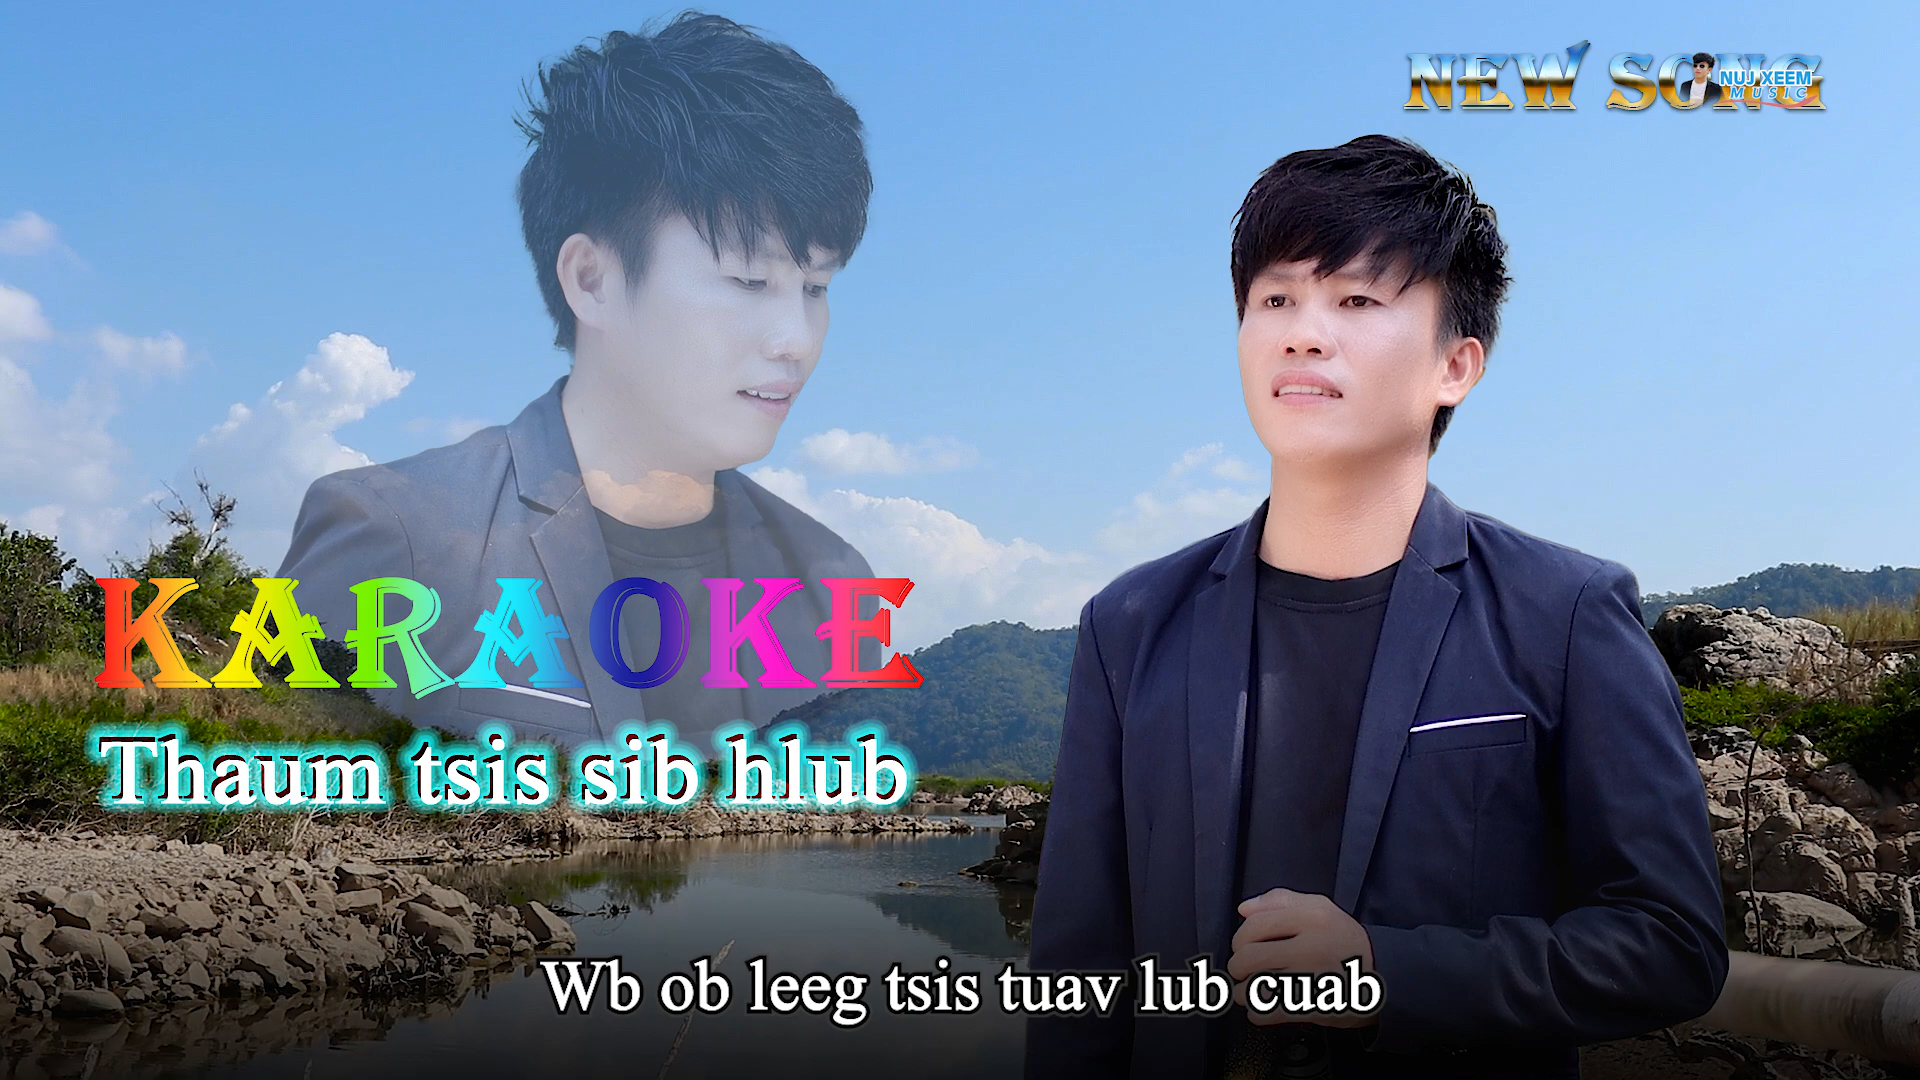 NEW SONG
NUJ XEEM
MUSIC
KARAOKE
Thaum tsis sib hlub
Wb ob leeg tsis tuav lub cuab